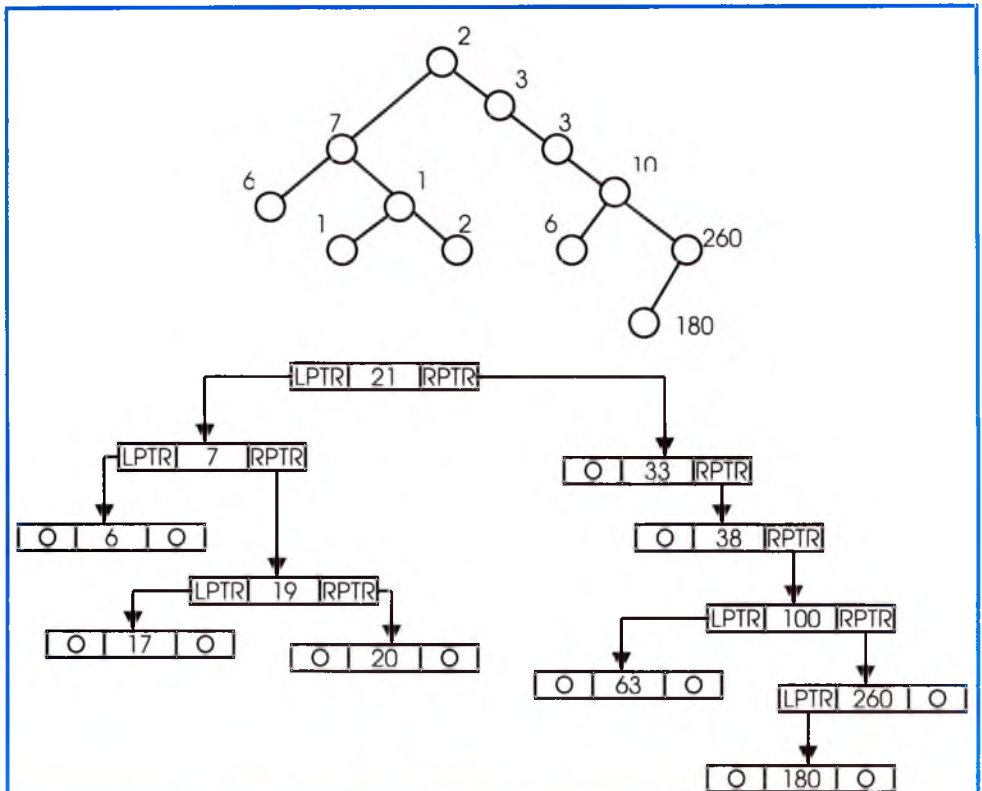 2
3
7 3
10
6 1
1 2 6 260
180
LPTR 21 RPTR
LPTR 7 RPTR
O 33 RPTR
O 6 O
O 38 RPTR
LPTR 19 RPTR
LPTR 100 RPTR
O 17 O
O 20 O
O 63 O
LPTR 260 O
O 180 O